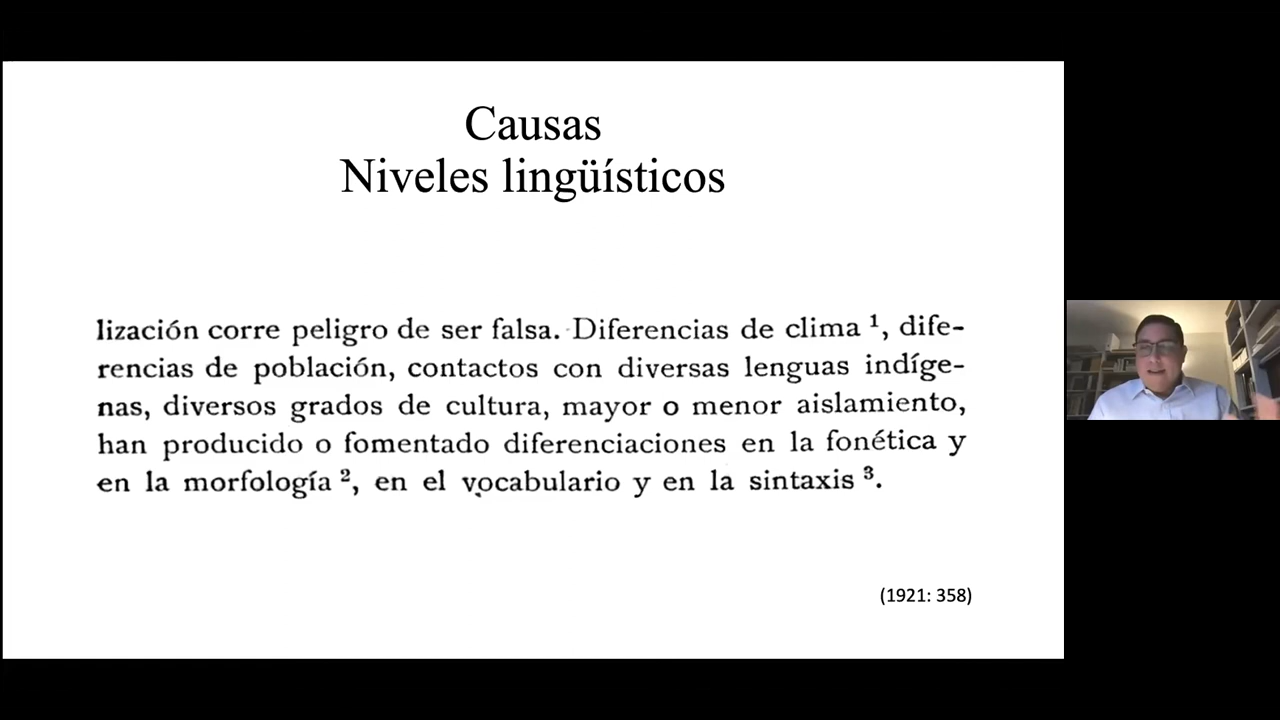 Causas
Niveles lingüísticos
lización corre peligro de ser falsa. Diferencias de clima ¹, dife-
rencias de población, contactos con diversas lenguas indíge-
nas, diversos grados de cultura, mayor o menor aislamiento,
han producido o fomentado diferenciaciones en la fonética y
en la morfología ², en el vocabulario y en la sintaxis ³.
(1921: 358)